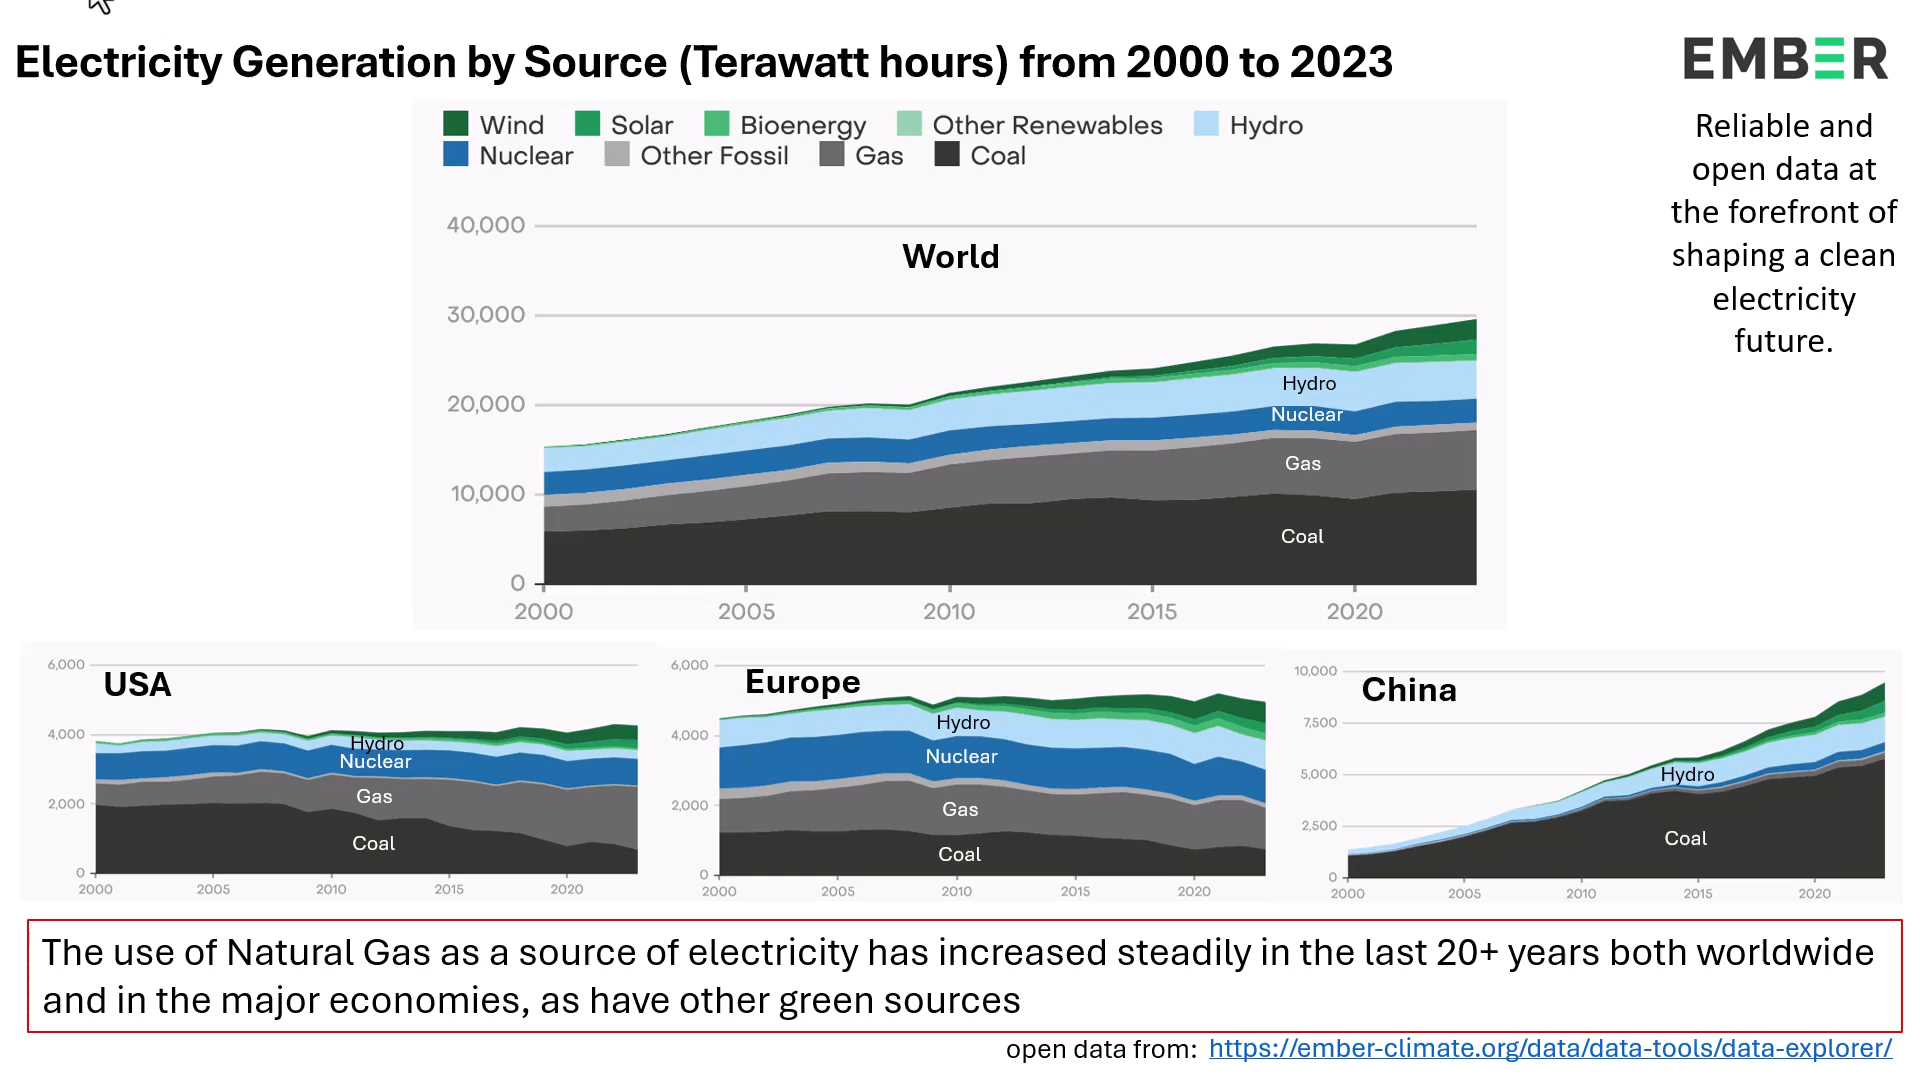 Electricity Generation by Source (Terawatt hours) from 2000 to 2023
EMBER
Reliable and
open data at
the forefront of
shaping a clean
electricity
future.
Wind Solar Bioenergy Other Renewables Hydro
Nuclear Other Fossil Gas Coal
40,000
World
30,000
20,000
10,000
0
Hydro
Nuclear
Gas
Coal
2000 2005 2010 2015 2020
USA
6,000
4,000
2,000
0
Hydro
Nuclear
Gas
Coal
2000 2005 2010 2015 2020
Europe
6,000
4,000
2,000
0
Hydro
Nuclear
Gas
Coal
2000 2005 2010 2015 2020
China
10,000
7,500
5,000
2,500
0
Hydro
Coal
2000 2005 2010 2015 2020
The use of Natural Gas as a source of electricity has increased steadily in the last 20+ years both worldwide
and in the major economies, as have other green sources
open data from: https://ember-climate.org/data/data-tools/data-explorer/